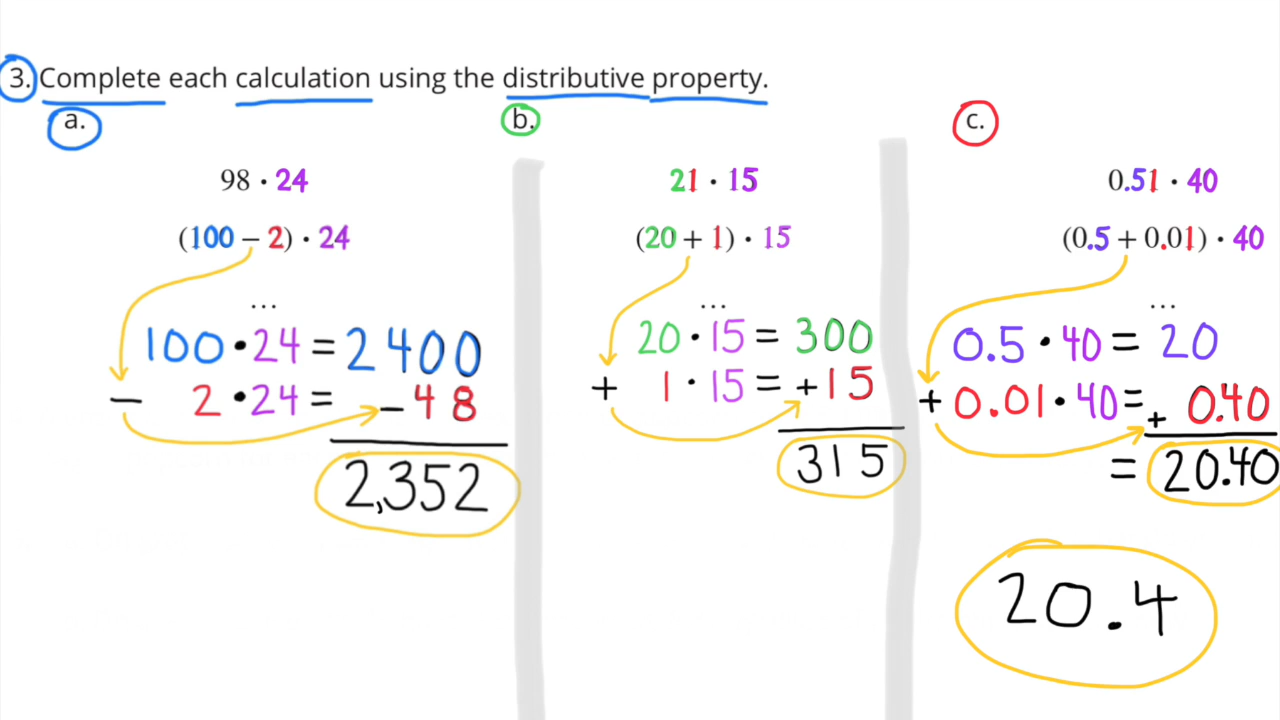 3. Complete each calculation using the distributive property.
a.
98 · 24
(100 − 2) · 24
...
100 · 24 = 2400
− 2 · 24 = − 48
2,352
b.
21 · 15
(20 + 1) · 15
...
20 · 15 = 300
+ 1 · 15 = + 15
315
c.
0.51 · 40
(0.5 + 0.01) · 40
...
0.5 · 40 = 20
+ 0.01 · 40 = + 0.40
= 20.40
20.4